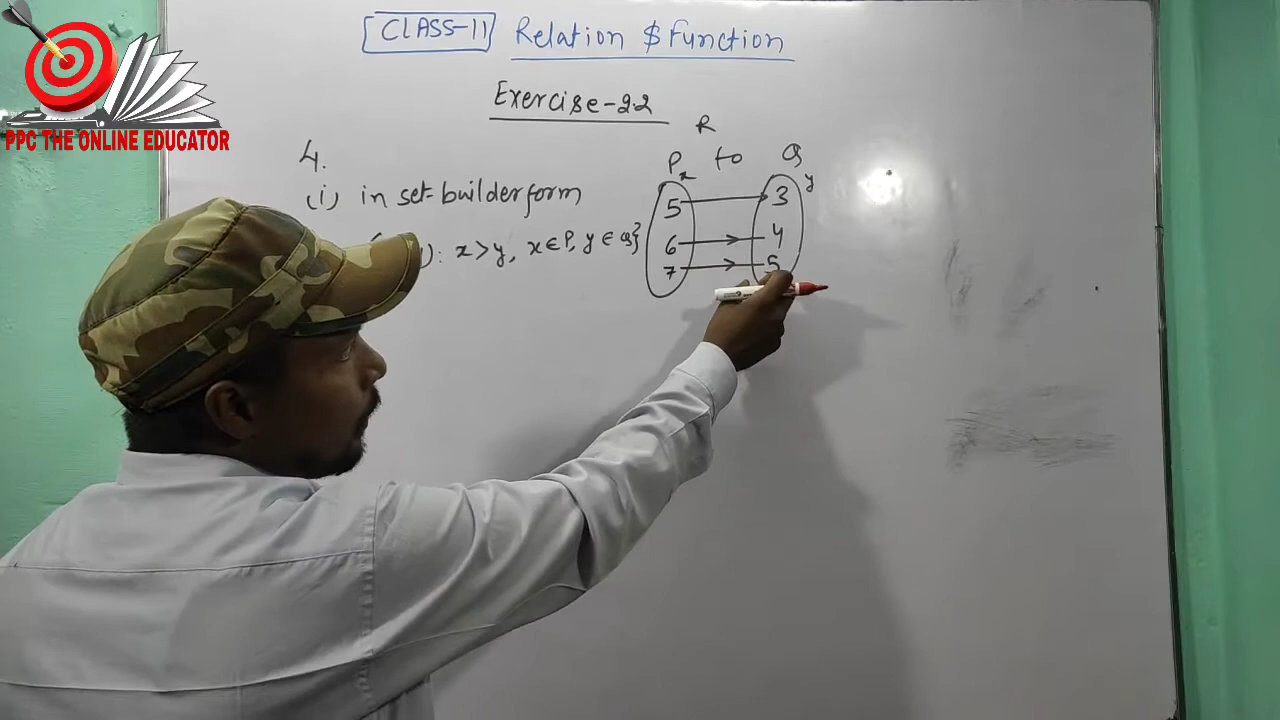 CLASS-11 Relation $ Function
PPC THE ONLINE EDUCATOR
Exercise-2.2
R
4.
P to Q
x y
(i) in set-builder form
5 3
): x>y, x∈P, y∈Q}
6 4
7 5